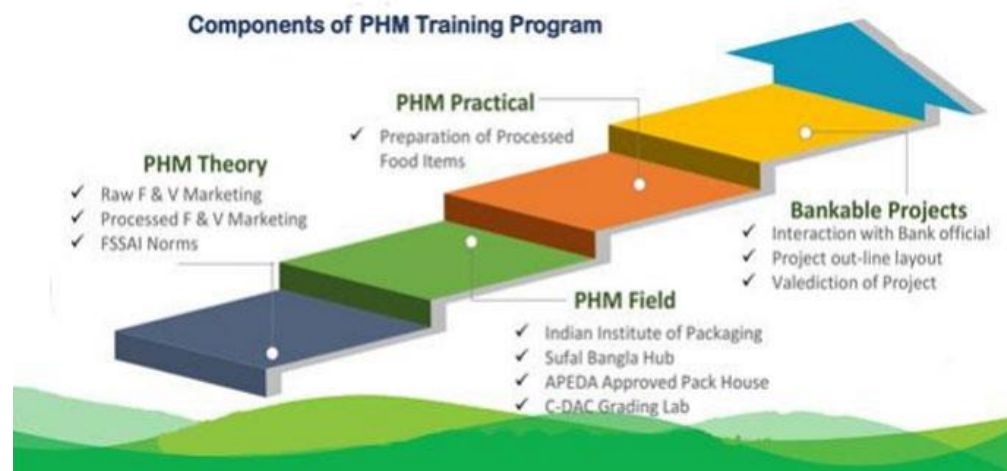 Components of PHM Training Program
PHM Theory
✓ Raw F & V Marketing
✓ Processed F & V Marketing
✓ FSSAI Norms
PHM Field
✓ Indian Institute of Packaging
✓ Sufal Bangla Hub
✓ APEDA Approved Pack House
✓ C-DAC Grading Lab
PHM Practical
✓ Preparation of Processed
Food Items
Bankable Projects
✓ Interaction with Bank official
✓ Project out-line layout
✓ Valediction of Project